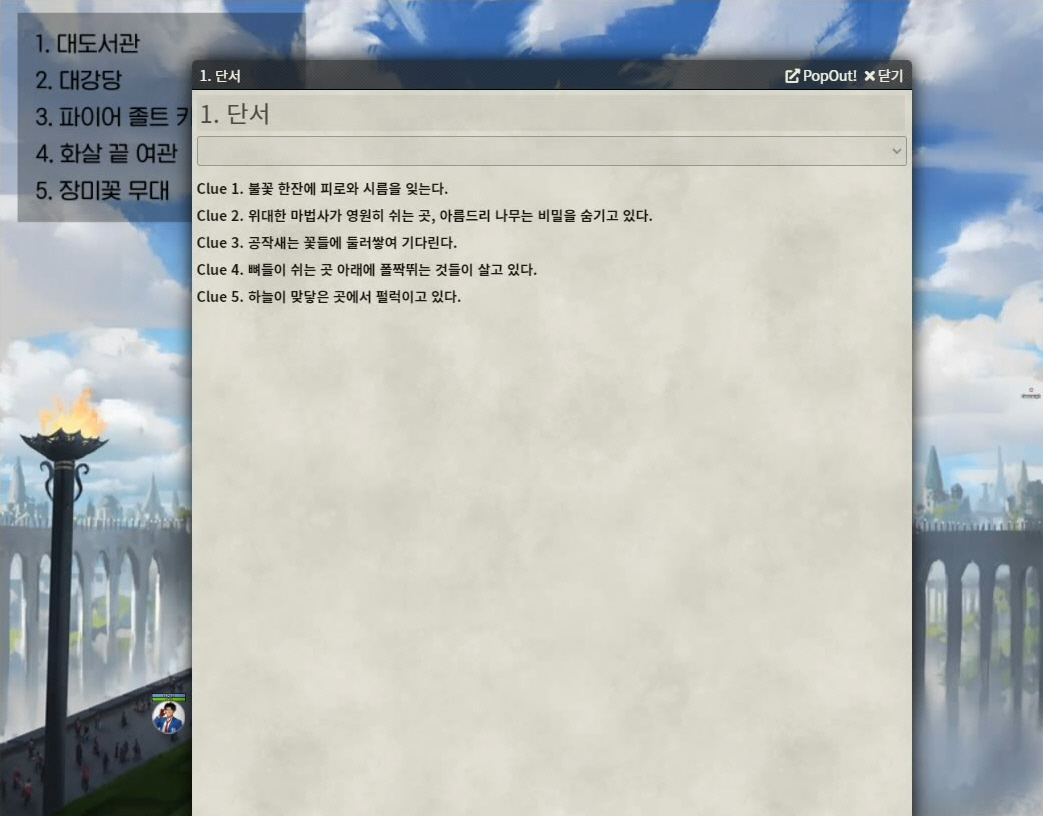 1. 대도서관
2. 대강당
3. 파이어 졸트
4. 화살 끝 여관
5. 장미꽃 무대
1. 단서
PopOut! 닫기
1. 단서
Clue 1. 불꽃 한잔에 피로와 시름을 잊는다.
Clue 2. 위대한 마법사가 영원히 쉬는 곳, 아름드리 나무는 비밀을 숨기고 있다.
Clue 3. 공작새는 꽃들에 둘러쌓여 기다린다.
Clue 4. 뼈들이 쉬는 곳 아래에 폴짝뛰는 것들이 살고 있다.
Clue 5. 하늘이 맞닿은 곳에서 펄럭이고 있다.